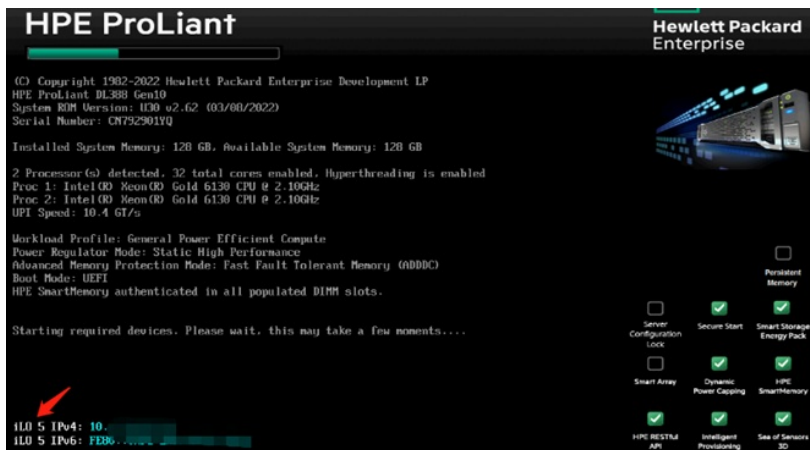 HPE ProLiant
Hewlett Packard
Enterprise
(C) Copyright 1982-2022 Hewlett Packard Enterprise Development LP
HPE ProLiant DL388 Gen10
System ROM Version: U30 v2.62 (03/08/2022)
Serial Number: CN792901YQ
Installed System Memory: 128 GB, Available System Memory: 128 GB
2 Processor(s) detected, 32 total cores enabled, Hyperthreading is enabled
Proc 1: Intel(R) Xeon(R) Gold 6130 CPU @ 2.10GHz
Proc 2: Intel(R) Xeon(R) Gold 6130 CPU @ 2.10GHz
UPI Speed: 10.4 GT/s
Workload Profile: General Power Efficient Compute
Power Regulator Mode: Static High Performance
Advanced Memory Protection Mode: Fast Fault Tolerant Memory (ADDDC)
Boot Mode: UEFI
HPE SmartMemory authenticated in all populated DIMM slots.
Starting required devices. Please wait, this may take a few moments....
Persistent
Memory
Server
Configuration
Lock
Secure Start
Smart Storage
Energy Pack
Smart Array
Dynamic
Power Capping
HPE
SmartMemory
HPE RESTful
API
Intelligent
Provisioning
Sea of Sensors
3D
iLO 5 IPv4: 10.
iLO 5 IPv6: